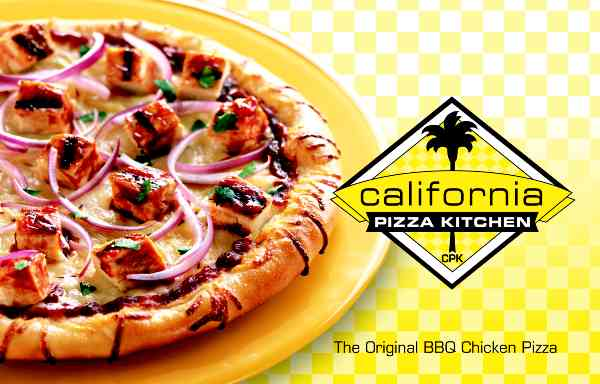 california
PIZZA KITCHEN
CPK
The Original BBQ Chicken Pizza